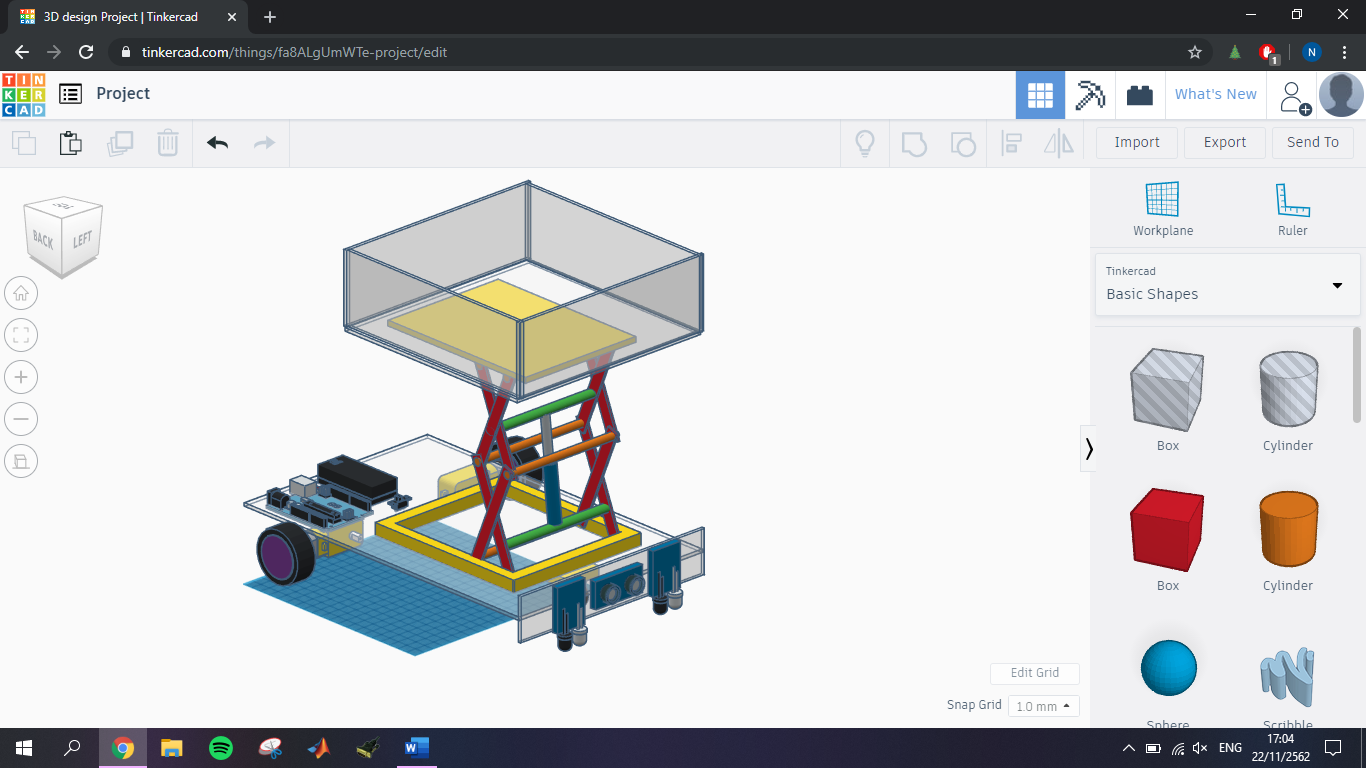 3D design Project | Tinkercad
tinkercad.com/things/fa8ALgUmWTe-project/edit
1
N
TIN
KER
CAD
Project
What's New
Import
Export
Send To
TOP
BACK
LEFT
Workplane
Ruler
Tinkercad
Basic Shapes
Box
Cylinder
Box
Cylinder
Sphere
Scribble
Edit Grid
Snap Grid
1.0 mm
W
ENG
17:04
22/11/2562